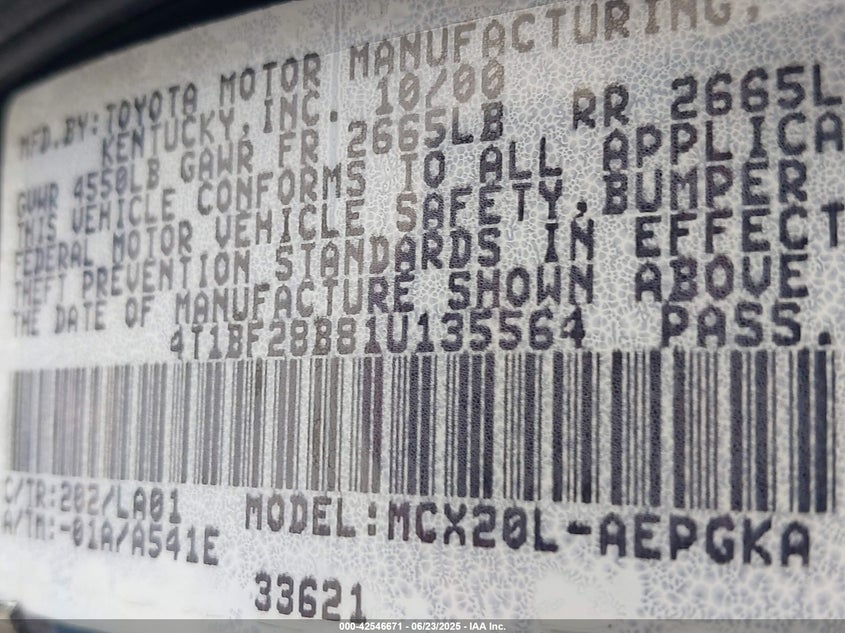 MFD.BY:TOYOTA MOTOR MANUFACTURING,
KENTUCKY,INC. 10/00
GVWR 4550LB GAWR FR 2665LB RR 2665L
THIS VEHICLE CONFORMS TO ALL APPLICA
FEDERAL MOTOR VEHICLE SAFETY,BUMPER
THEFT PREVENTION STANDARDS IN EFFECT
THE DATE OF MANUFACTURE SHOWN ABOVE
4T1BF28B81U135564 PASS.
C/TR:202/LA01 MODEL:MCX20L-AEPGKA
A/TM:-01A/A541E
33621
000-42546671 - 06/23/2025 - IAA Inc.